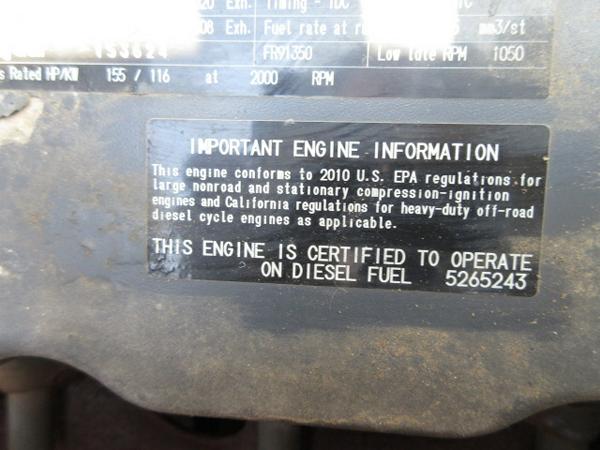 020 Exh. Timing - TDC
08 Exh. Fuel rate at mm3/st
FR91350 Low Idle RPM 1050
Rated HP/KW 155 / 116 at 2000 RPM
IMPORTANT ENGINE INFORMATION
This engine conforms to 2010 U.S. EPA regulations for
large nonroad and stationary compression-ignition
engines and California regulations for heavy-duty off-road
diesel cycle engines as applicable.
THIS ENGINE IS CERTIFIED TO OPERATE
ON DIESEL FUEL 5265243